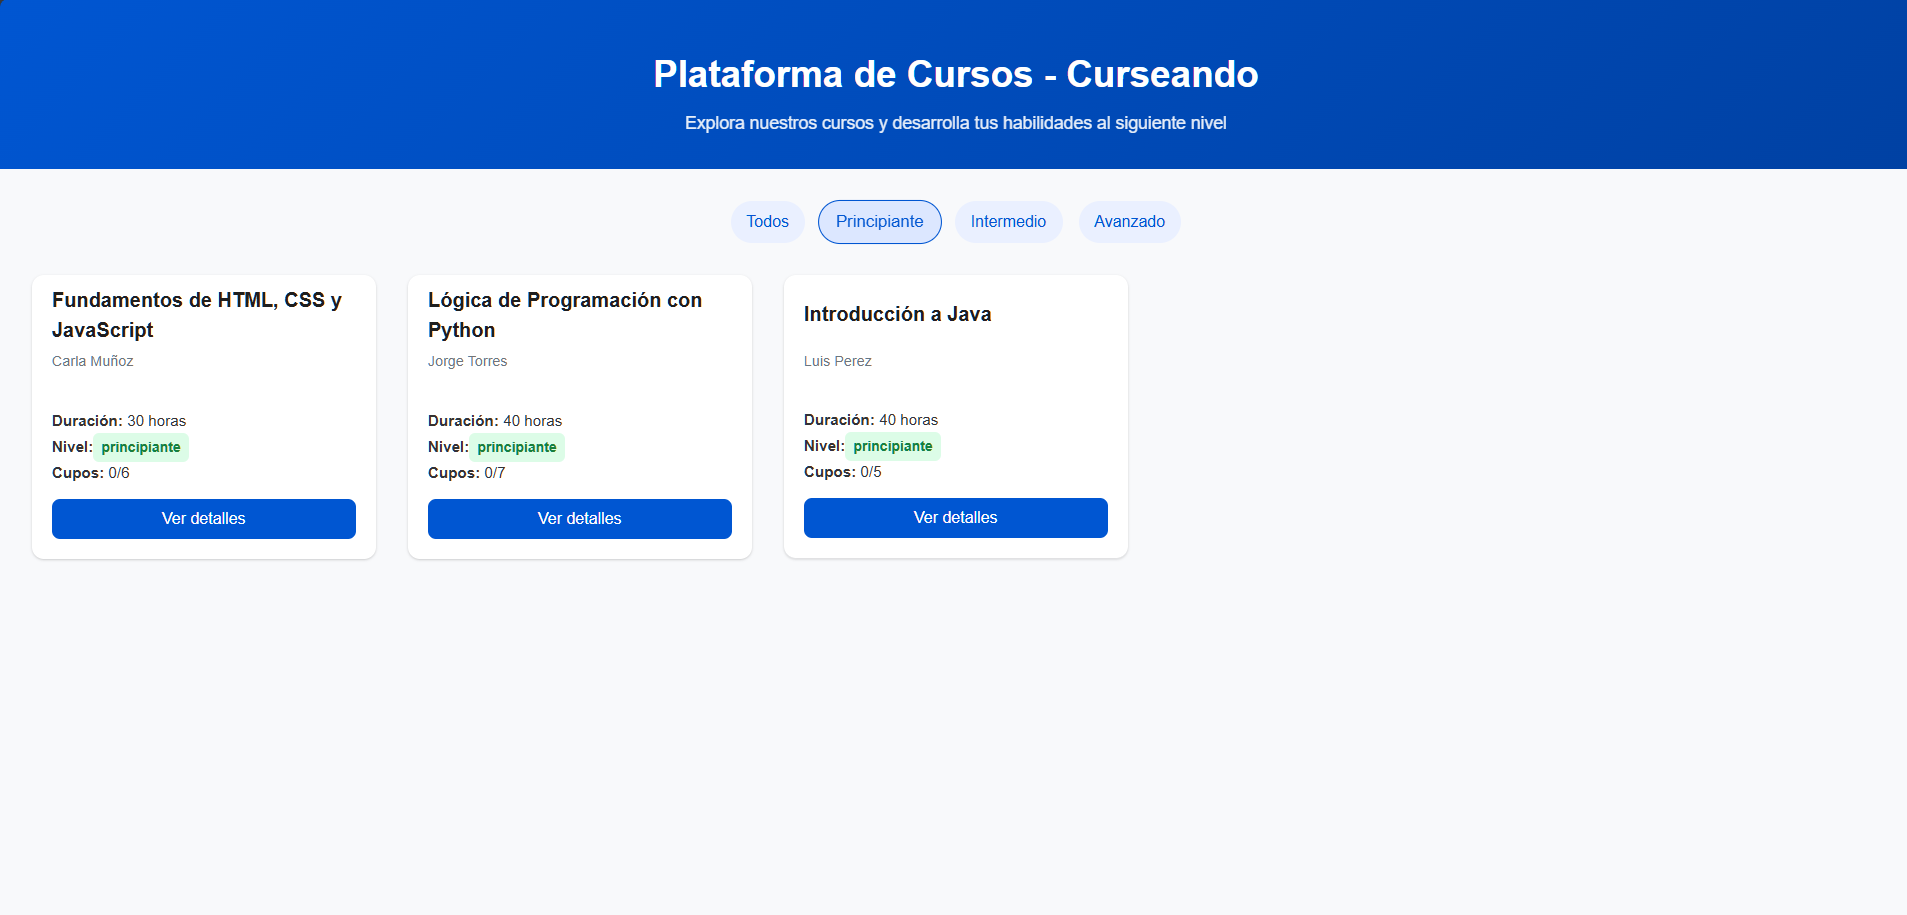 Plataforma de Cursos - Curseando
Explora nuestros cursos y desarrolla tus habilidades al siguiente nivel
Todos
Principiante
Intermedio
Avanzado
Fundamentos de HTML, CSS y
JavaScript
Carla Muñoz
Duración: 30 horas
Nivel: principiante
Cupos: 0/6
Ver detalles
Lógica de Programación con
Python
Jorge Torres
Duración: 40 horas
Nivel: principiante
Cupos: 0/7
Ver detalles
Introducción a Java
Luis Perez
Duración: 40 horas
Nivel: principiante
Cupos: 0/5
Ver detalles